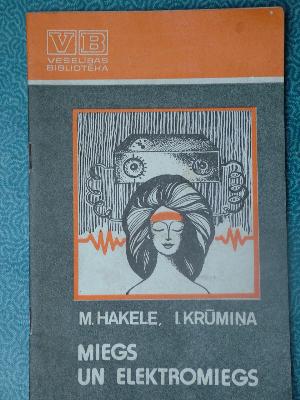 VB
VESELĪBAS
BIBLIOTĒKA
M. HAKELE, I. KRŪMIŅA
MIEGS
UN ELEKTROMIEGS